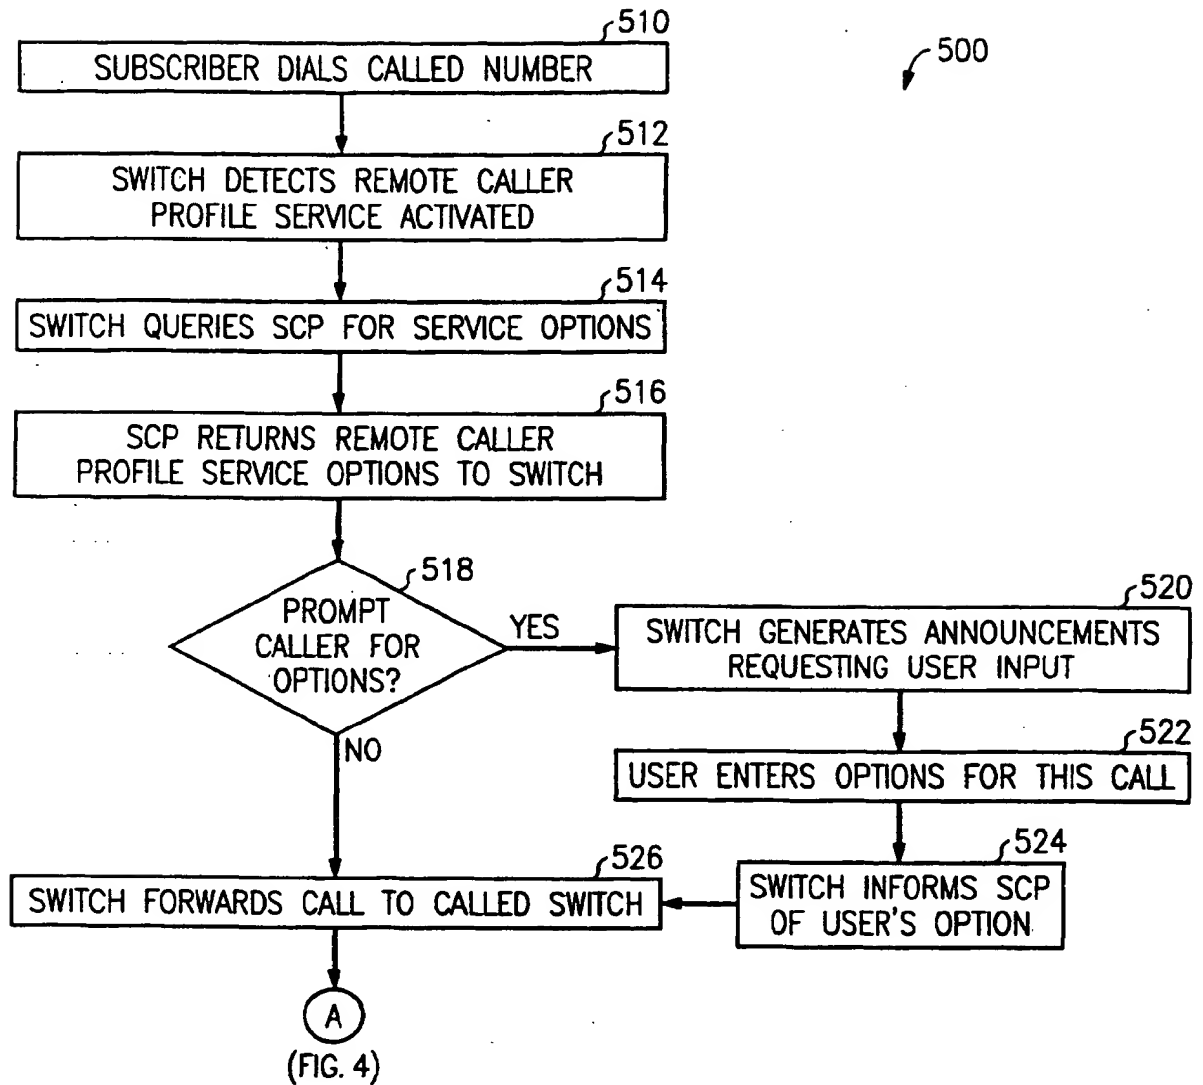 510
500
SUBSCRIBER DIALS CALLED NUMBER
512
SWITCH DETECTS REMOTE CALLER
PROFILE SERVICE ACTIVATED
514
SWITCH QUERIES SCP FOR SERVICE OPTIONS
516
SCP RETURNS REMOTE CALLER
PROFILE SERVICE OPTIONS TO SWITCH
518
PROMPT
CALLER FOR
OPTIONS?
YES
NO
520
SWITCH GENERATES ANNOUNCEMENTS
REQUESTING USER INPUT
522
USER ENTERS OPTIONS FOR THIS CALL
524
SWITCH INFORMS SCP
OF USER'S OPTION
526
SWITCH FORWARDS CALL TO CALLED SWITCH
A
(FIG. 4)